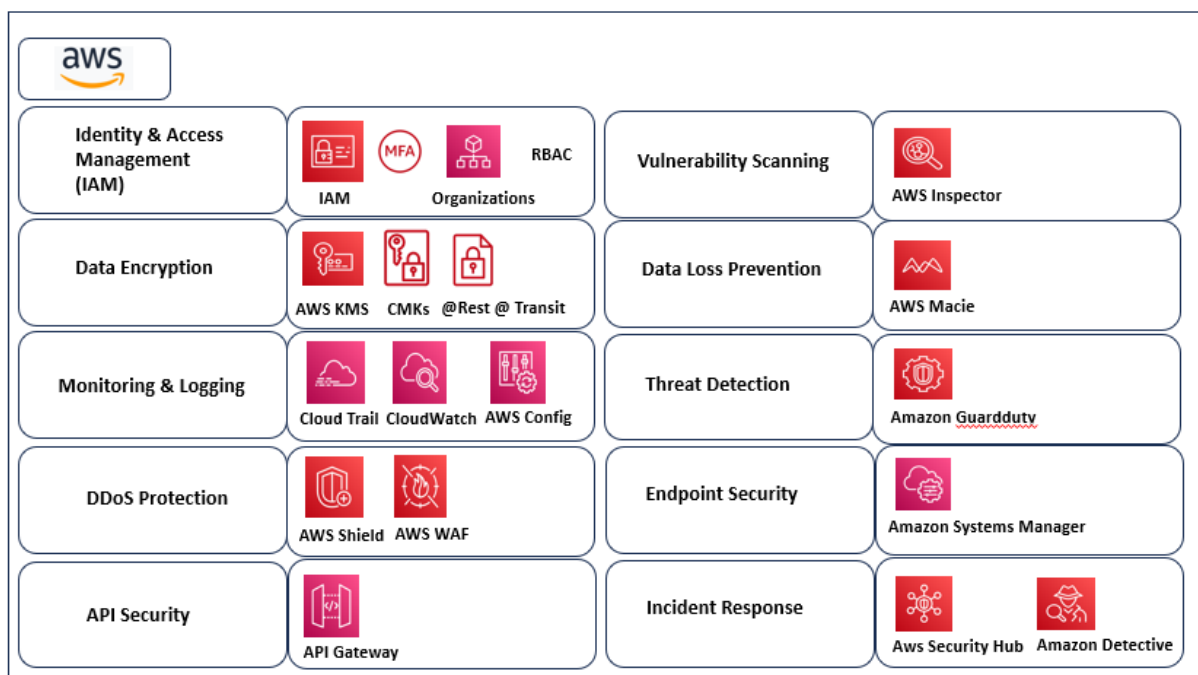 aws
Identity & Access
Management
(IAM)
MFA
RBAC
IAM
Organizations
Vulnerability Scanning
AWS Inspector
Data Encryption
AWS KMS
CMKs
@Rest @ Transit
Data Loss Prevention
AWS Macie
Monitoring & Logging
Cloud Trail
CloudWatch
AWS Config
Threat Detection
Amazon Guardduty
DDoS Protection
AWS Shield
AWS WAF
Endpoint Security
Amazon Systems Manager
API Security
</>
API Gateway
Incident Response
Aws Security Hub
Amazon Detective